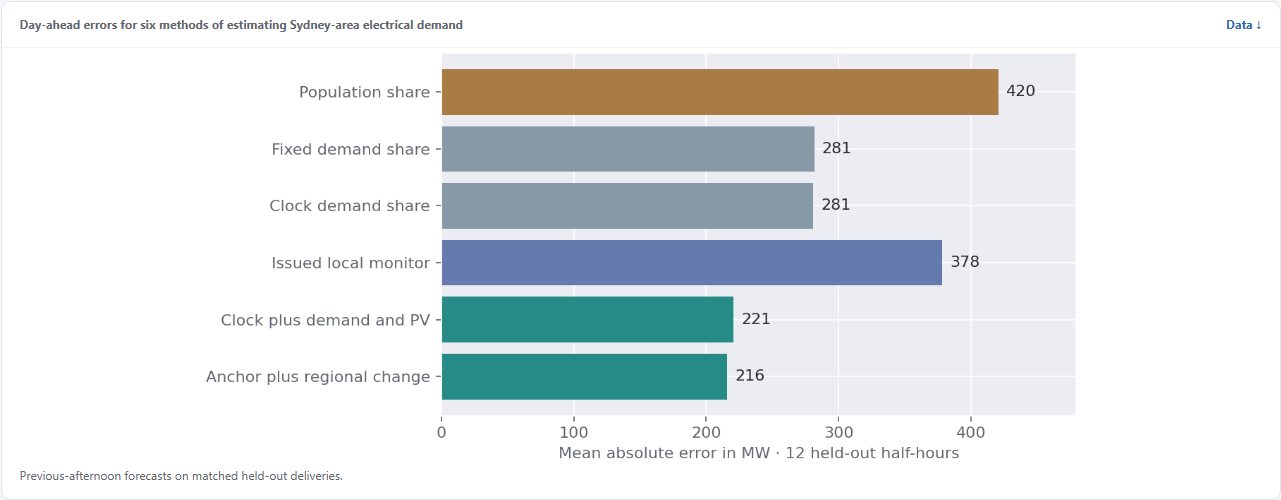 Day-ahead errors for six methods of estimating Sydney-area electrical demand
Data ↓
Population share
420
Fixed demand share
281
Clock demand share
281
Issued local monitor
378
Clock plus demand and PV
221
Anchor plus regional change
216
0 100 200 300 400
Mean absolute error in MW · 12 held-out half-hours
Previous-afternoon forecasts on matched held-out deliveries.